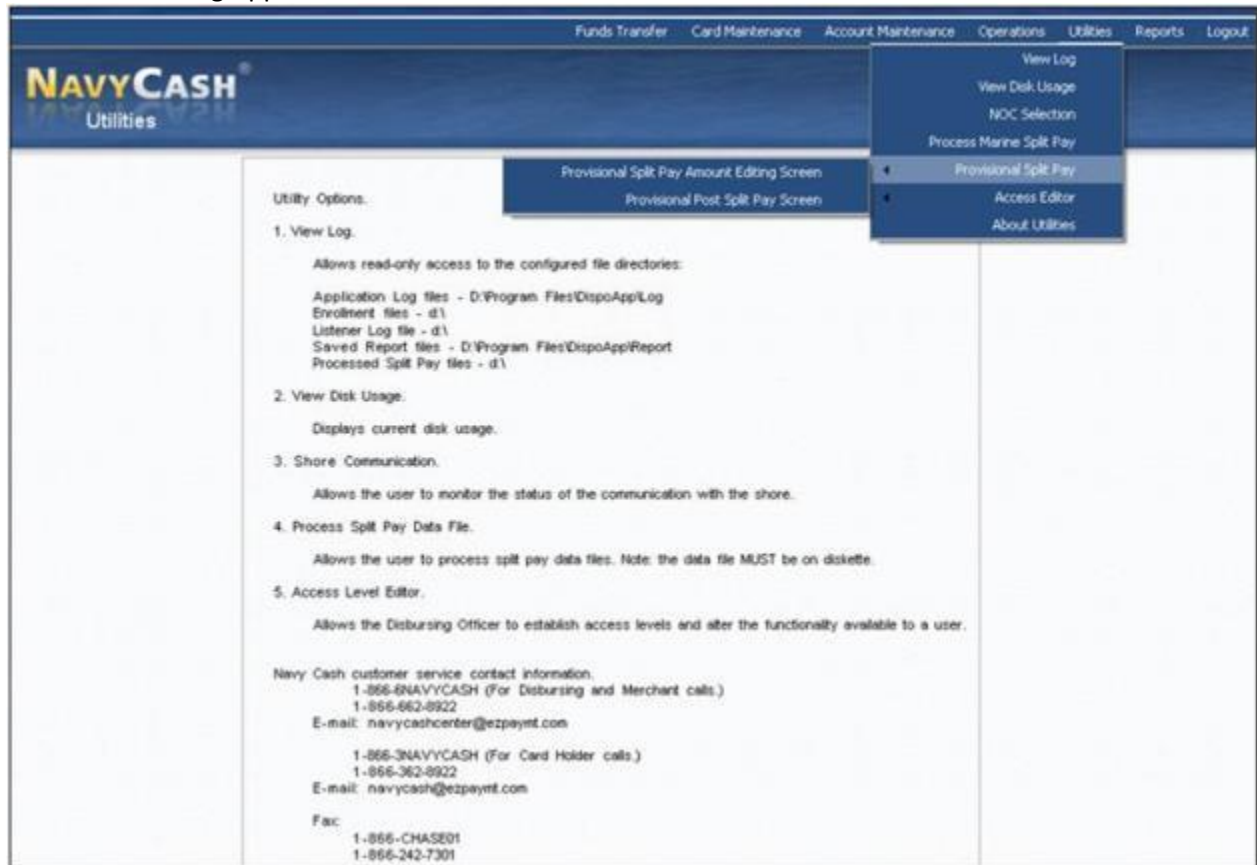 Funds Transfer Card Maintenance Account Maintenance Operations Utilities Reports Logout
NAVYCASH®
Utilities
View Log
View Disk Usage
NOC Selection
Process Marine Split Pay
Provisional Split Pay
Access Editor
About Utilities
Provisional Split Pay Amount Editing Screen
Provisional Post Split Pay Screen
Utility Options.
1. View Log.
Allows read-only access to the configured file directories:
Application Log files - D:\Program Files\DispoApp\Log
Enrollment files - d:\
Listener Log file - d:\
Saved Report files - D:\Program Files\DispoApp\Report
Processed Split Pay files - d:\
2. View Disk Usage.
Displays current disk usage.
3. Shore Communication.
Allows the user to monitor the status of the communication with the shore.
4. Process Split Pay Data File.
Allows the user to process split pay data files. Note: the data file MUST be on diskette.
5. Access Level Editor.
Allows the Disbursing Officer to establish access levels and alter the functionality available to a user.
Navy Cash customer service contact information.
1-866-6NAVYCASH (For Disbursing and Merchant calls.)
1-866-662-8922
E-mail: navycashcenter@ezpaymt.com
1-866-3NAVYCASH (For Card Holder calls.)
1-866-362-8922
E-mail: navycash@ezpaymt.com
Fax:
1-866-CHASE01
1-866-242-7301